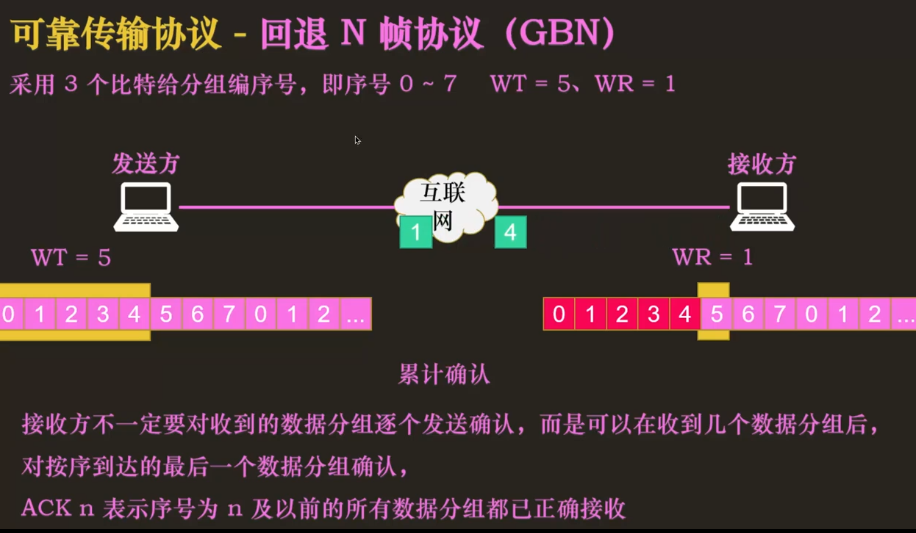 可靠传输协议 - 回退 N 帧协议（GBN）
采用 3 个比特给分组编序号，即序号 0 ~ 7 WT = 5、WR = 1
发送方
互联网
接收方
1
4
WT = 5
WR = 1
0 1 2 3 4 5 6 7 0 1 2 ...
0 1 2 3 4 5 6 7 0 1 2 ...
累计确认
接收方不一定要对收到的数据分组逐个发送确认，而是可以在收到几个数据分组后，
对按序到达的最后一个数据分组确认，
ACK n 表示序号为 n 及以前的所有数据分组都已正确接收